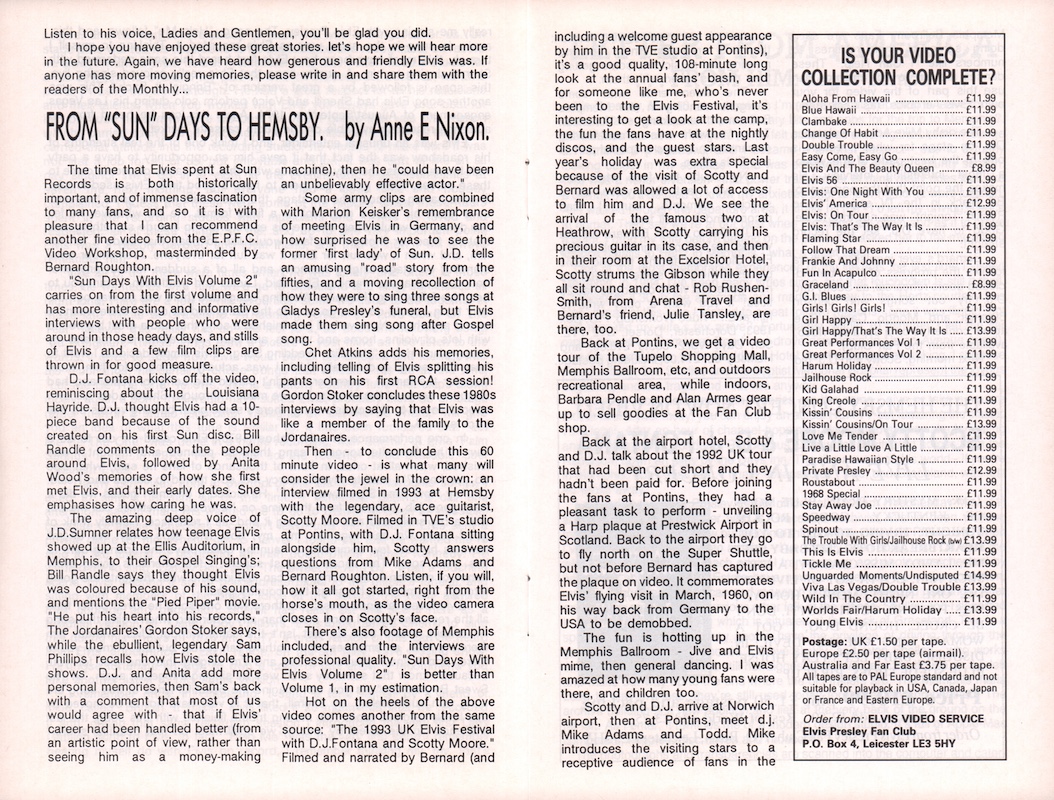 Listen to his voice, Ladies and Gentlemen, you'll be glad you did.
I hope you have enjoyed these great stories. let's hope we will hear more
in the future. Again, we have heard how generous and friendly Elvis was. If
anyone has more moving memories, please write in and share them with the
readers of the Monthly...
FROM "SUN" DAYS TO HEMSBY. by Anne E Nixon.
The time that Elvis spent at Sun
Records is both historically
important, and of immense fascination
to many fans, and so it is with
pleasure that I can recommend
another fine video from the E.P.F.C.
Video Workshop, masterminded by
Bernard Roughton.
"Sun Days With Elvis Volume 2"
carries on from the first volume and
has more interesting and informative
interviews with people who were
around in those heady days, and stills
of Elvis and a few film clips are
thrown in for good measure.
D.J. Fontana kicks off the video,
reminiscing about the Louisiana
Hayride. D.J. thought Elvis had a 10-
piece band because of the sound
created on his first Sun disc. Bill
Randle comments on the people
around Elvis, followed by Anita
Wood's memories of how she first
met Elvis, and their early dates. She
emphasises how caring he was.
The amazing deep voice of
J.D.Sumner relates how teenage Elvis
showed up at the Ellis Auditorium, in
Memphis, to their Gospel Singing's;
Bill Randle says they thought Elvis
was coloured because of his sound,
and mentions the "Pied Piper" movie.
"He put his heart into his records,"
The Jordanaires' Gordon Stoker says,
while the ebullient, legendary Sam
Phillips recalls how Elvis stole the
shows. D.J. and Anita add more
personal memories, then Sam's back
with a comment that most of us
would agree with - that if Elvis'
career had been handled better (from
an artistic point of view, rather than
seeing him as a money-making
machine), then he "could have been
an unbelievably effective actor."
Some army clips are combined
with Marion Keisker's remembrance
of meeting Elvis in Germany, and
how surprised he was to see the
former 'first lady' of Sun. J.D. tells
an amusing "road" story from the
fifties, and a moving recollection of
how they were to sing three songs at
Gladys Presley's funeral, but Elvis
made them sing song after Gospel
song.
Chet Atkins adds his memories,
including telling of Elvis splitting his
pants on his first RCA session!
Gordon Stoker concludes these 1980s
interviews by saying that Elvis was
like a member of the family to the
Jordanaires.
Then - to conclude this 60
minute video - is what many will
consider the jewel in the crown: an
interview filmed in 1993 at Hemsby
with the legendary, ace guitarist,
Scotty Moore. Filmed in TVE's studio
at Pontins, with D.J. Fontana sitting
alongside him, Scotty answers
questions from Mike Adams and
Bernard Roughton. Listen, if you will,
how it all got started, right from the
horse's mouth, as the video camera
closes in on Scotty's face.
There's also footage of Memphis
included, and the interviews are
professional quality. "Sun Days With
Elvis Volume 2" is better than
Volume 1, in my estimation.
Hot on the heels of the above
video comes another from the same
source: "The 1993 UK Elvis Festival
with D.J.Fontana and Scotty Moore."
Filmed and narrated by Bernard (and
including a welcome guest appearance
by him in the TVE studio at Pontins),
it's a good quality, 108-minute long
look at the annual fans' bash, and
for someone like me, who's never
been to the Elvis Festival, it's
interesting to get a look at the camp,
the fun the fans have at the nightly
discos, and the guest stars. Last
year's holiday was extra special
because of the visit of Scotty and
Bernard was allowed a lot of access
to film him and D.J. We see the
arrival of the famous two at
Heathrow, with Scotty carrying his
precious guitar in its case, and then
in their room at the Excelsior Hotel,
Scotty strums the Gibson while they
all sit round and chat - Rob Rushen-
Smith, from Arena Travel and
Bernard's friend, Julie Tansley, are
there, too.
Back at Pontins, we get a video
tour of the Tupelo Shopping Mall,
Memphis Ballroom, etc, and outdoors
recreational area, while indoors,
Barbara Pendle and Alan Armes gear
up to sell goodies at the Fan Club
shop.
Back at the airport hotel, Scotty
and D.J. talk about the 1992 UK tour
that had been cut short and they
hadn't been paid for. Before joining
the fans at Pontins, they had a
pleasant task to perform - unveiling
a Harp plaque at Prestwick Airport in
Scotland. Back to the airport they go
to fly north on the Super Shuttle,
but not before Bernard has captured
the plaque on video. It commemorates
Elvis' flying visit in March, 1960, on
his way back from Germany to the
USA to be demobbed.
The fun is hotting up in the
Memphis Ballroom - Jive and Elvis
mime, then general dancing. I was
amazed at how many young fans were
there, and children too.
Scotty and D.J. arrive at Norwich
airport, then at Pontins, meet d.j.
Mike Adams and Todd. Mike
introduces the visiting stars to a
receptive audience of fans in the
IS YOUR VIDEO
COLLECTION COMPLETE?
Aloha From Hawaii .................... £11.99
Blue Hawaii .............................. £11.99
Clambake ................................. £11.99
Change Of Habit ....................... £11.99
Double Trouble ......................... £11.99
Easy Come, Easy Go .................. £11.99
Elvis And The Beauty Queen .......... £8.99
Elvis 56 ................................... £11.99
Elvis: One Night With You ........... £11.99
Elvis' America .......................... £12.99
Elvis: On Tour .......................... £11.99
Elvis: That's The Way It Is ........... £11.99
Flaming Star ............................ £11.99
Follow That Dream .................... £11.99
Frankie And Johnny ................... £11.99
Fun In Acapulco ....................... £11.99
Graceland ................................ £8.99
G.I. Blues ................................ £11.99
Girls! Girls! Girls! ...................... £11.99
Girl Happy ............................... £11.99
Girl Happy/That's The Way It Is ..... £13.99
Great Performances Vol 1 ............ £11.99
Great Performances Vol 2 ............ £11.99
Harum Holiday ......................... £11.99
Jailhouse Rock ......................... £11.99
Kid Galahad ............................. £11.99
King Creole .............................. £11.99
Kissin' Cousins ......................... £11.99
Kissin' Cousins/On Tour .............. £13.99
Love Me Tender ........................ £11.99
Live a Little Love A Little ............. £11.99
Paradise Hawaiian Style .............. £11.99
Private Presley ......................... £12.99
Roustabout .............................. £11.99
1968 Special ............................ £11.99
Stay Away Joe .......................... £11.99
Speedway ................................ £11.99
Spinout ................................... £11.99
The Trouble With Girls/Jailhouse Rock (b/w) £13.99
This Is Elvis ............................. £11.99
Tickle Me ................................ £11.99
Unguarded Moments/Undisputed £14.99
Viva Las Vegas/Double Trouble £13.99
Wild In The Country .................. £11.99
Worlds Fair/Harum Holiday ..... £13.99
Young Elvis .............................. £11.99
Postage: UK £1.50 per tape.
Europe £2.50 per tape (airmail).
Australia and Far East £3.75 per tape.
All tapes are to PAL Europe standard and not
suitable for playback in USA, Canada, Japan
or France and Eastern Europe.
Order from: ELVIS VIDEO SERVICE
Elvis Presley Fan Club
P.O. Box 4, Leicester LE3 5HY